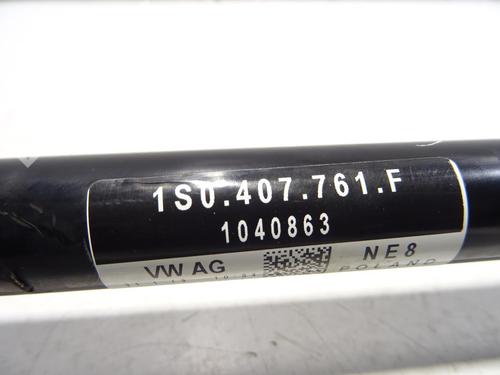 1S0.407.761.F
1040863
VW AG
NE8
POLAND